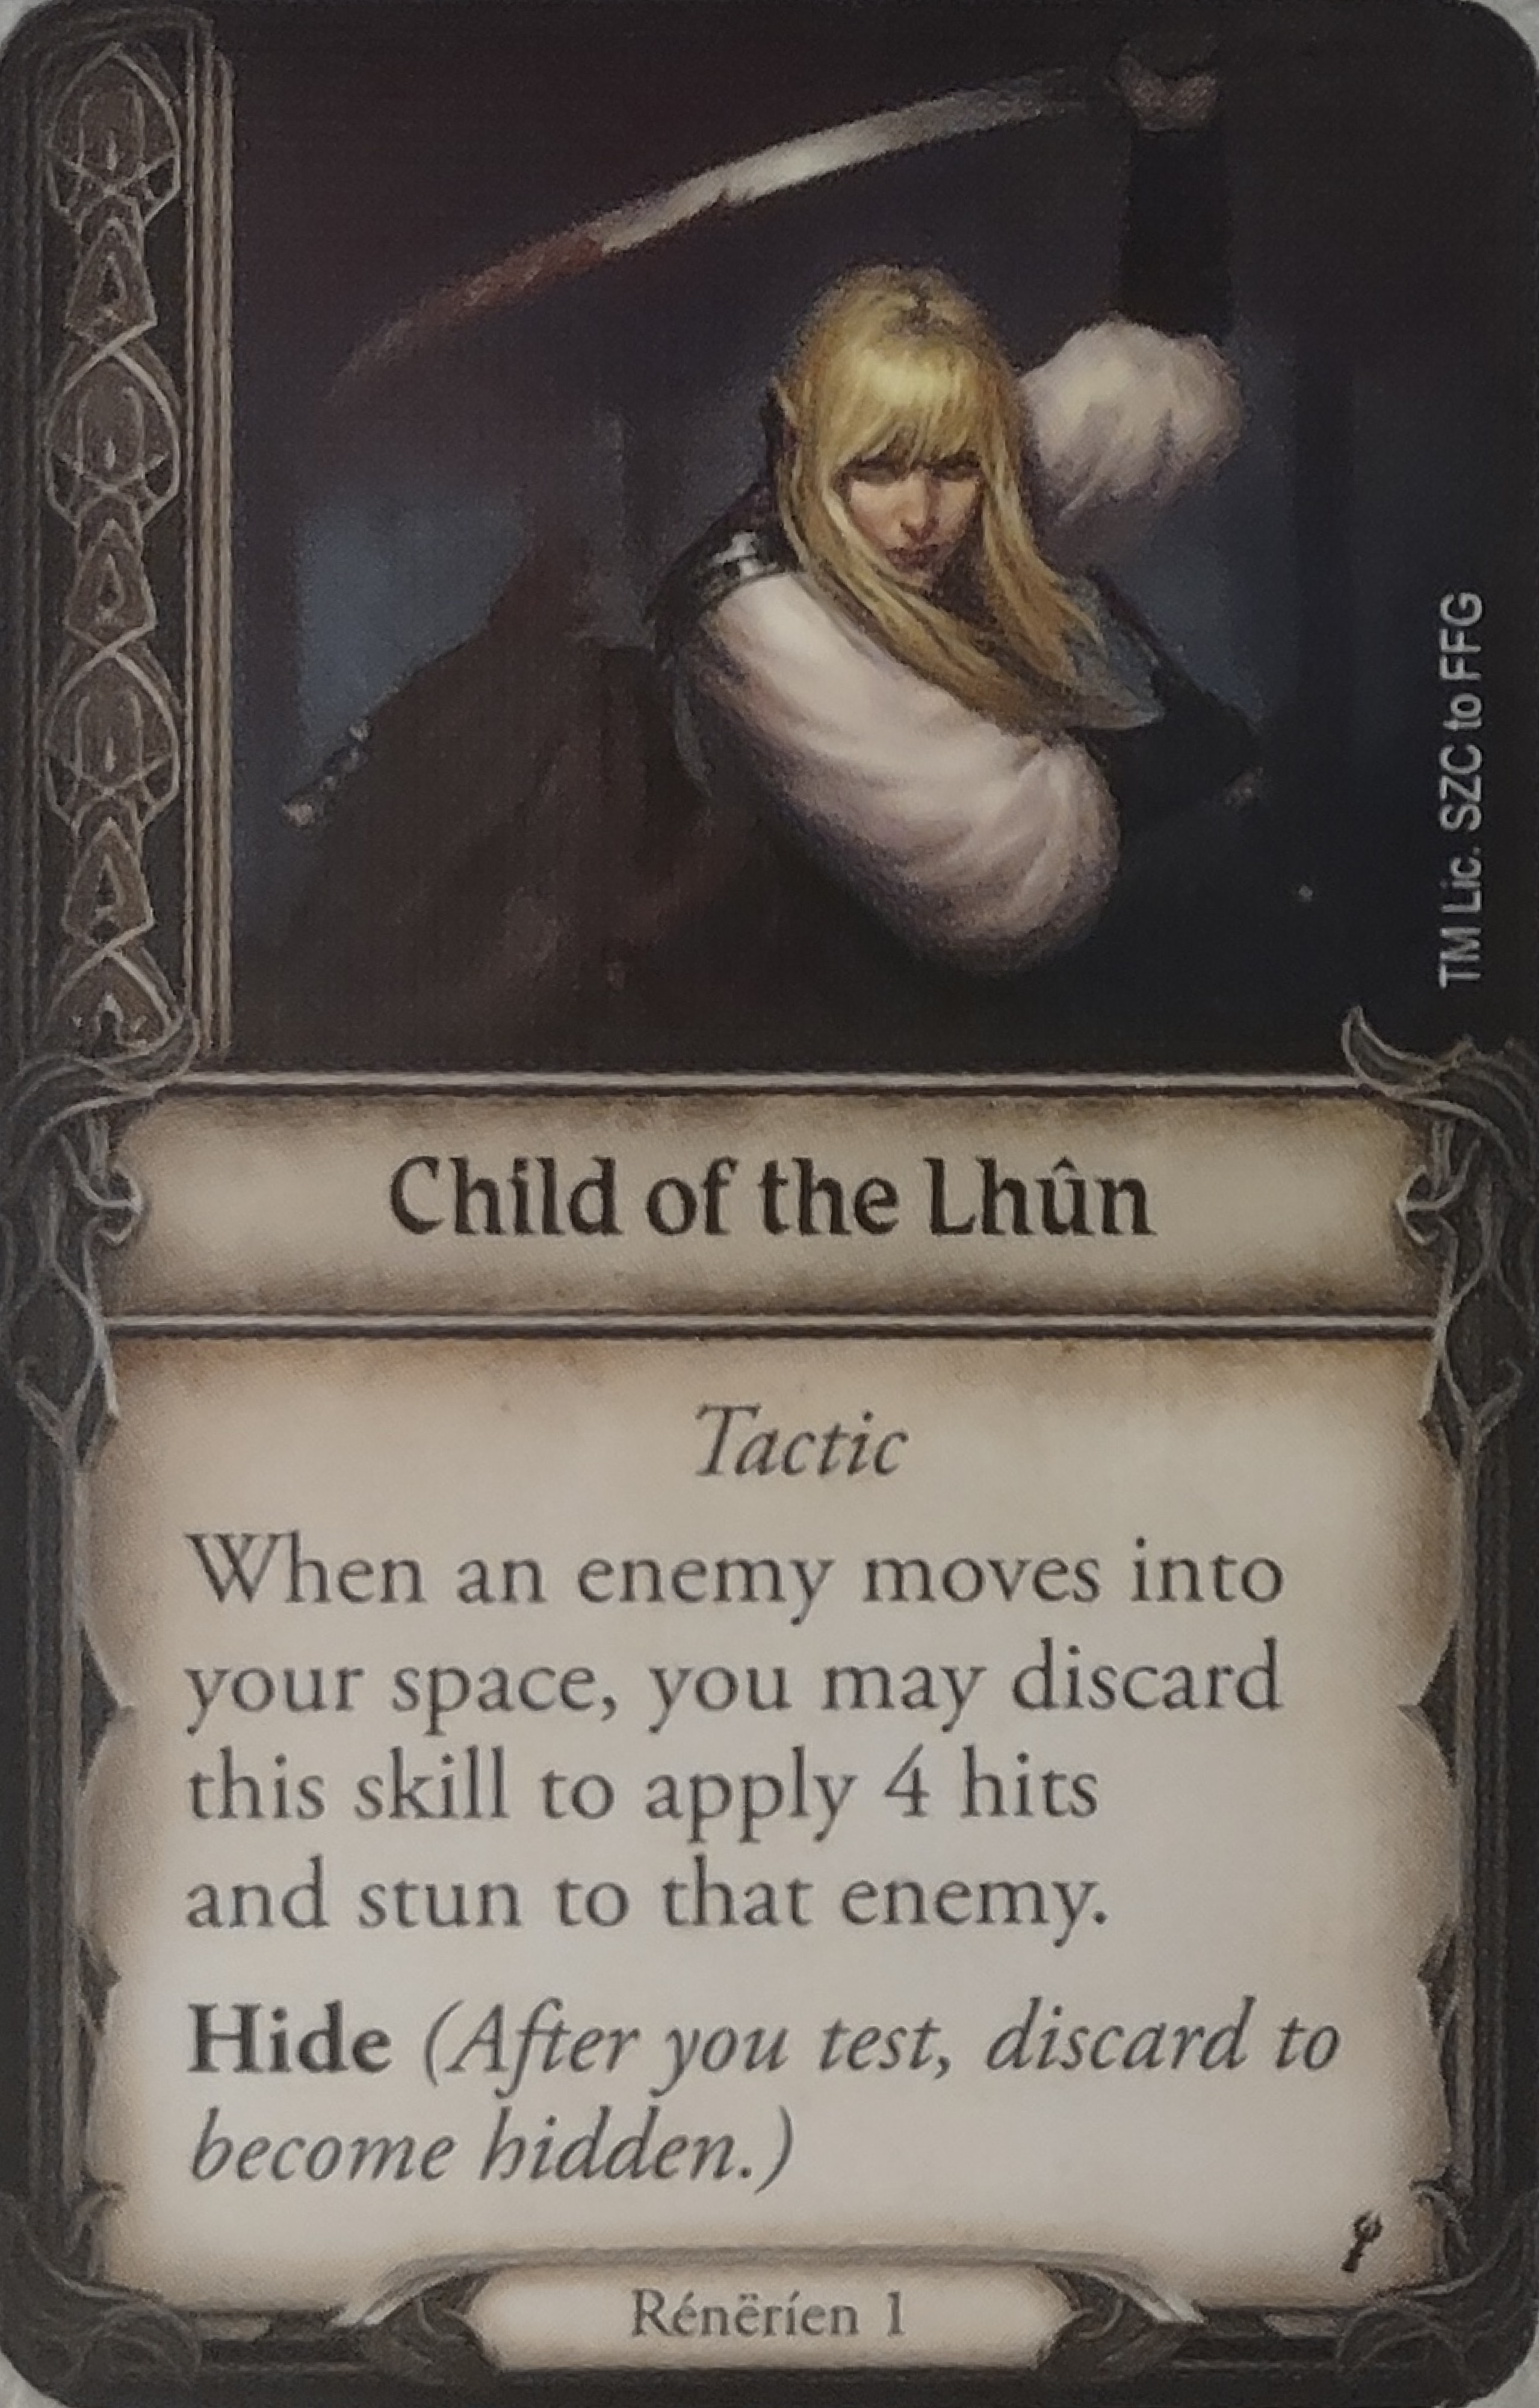 TM Lic. SZC to FFG
Child of the Lhûn
Tactic
When an enemy moves into
your space, you may discard
this skill to apply 4 hits
and stun to that enemy.
Hide (After you test, discard to
become hidden.)
Rénëríen 1